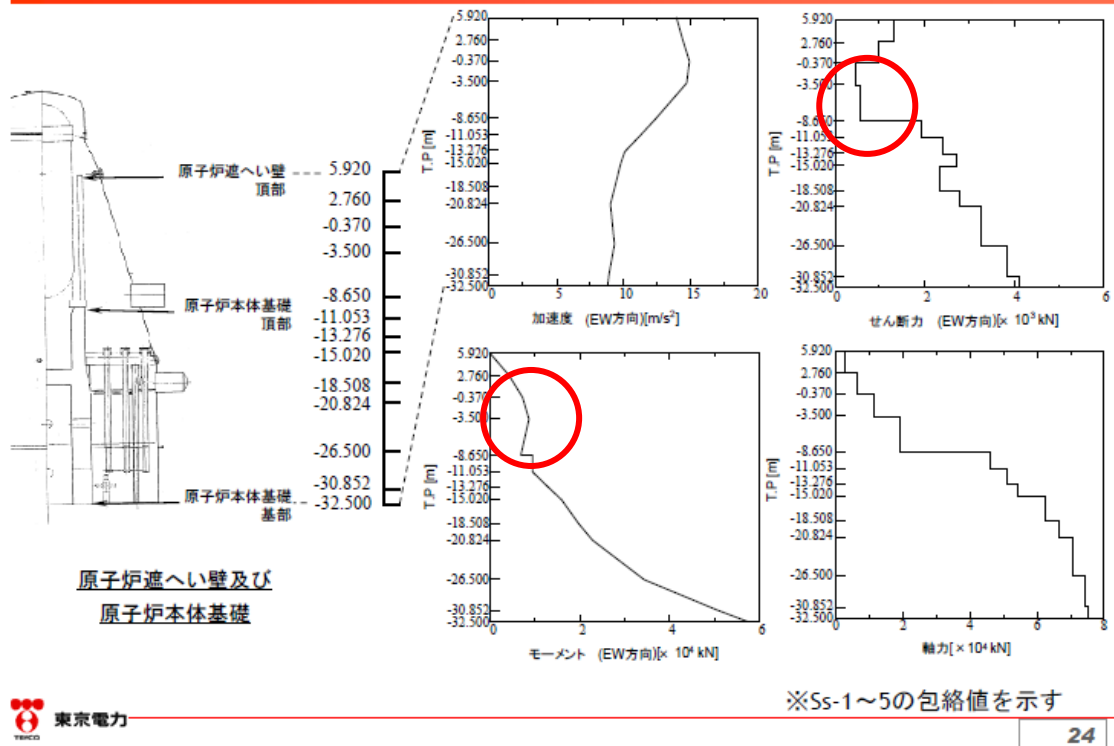 原子炉遮へい壁
頂部
原子炉本体基礎
頂部
原子炉本体基礎
基部
5.920
2.760
-0.370
-3.500
-8.650
-11.053
-13.276
-15.020
-18.508
-20.824
-26.500
-30.852
-32.500
原子炉遮へい壁及び
原子炉本体基礎
5.920
2.760
-0.370
-3.500
-8.650
-11.053
-13.276
-15.020
-18.508
-20.824
-26.500
-30.852
-32.500
T.P [m]
0 5 10 15 20
加速度 (EW方向)[m/s²]
5.920
2.760
-0.370
-3.500
-8.650
-11.053
-13.276
-15.020
-18.508
-20.824
-26.500
-30.852
-32.500
T.P [m]
0 2 4 6
せん断力 (EW方向)[× 10³ kN]
5.920
2.760
-0.370
-3.500
-8.650
-11.053
-13.276
-15.020
-18.508
-20.824
-26.500
-30.852
-32.500
T.P [m]
0 2 4 6
モーメント (EW方向)[× 10⁴ kN]
5.920
2.760
-0.370
-3.500
-8.650
-11.053
-13.276
-15.020
-18.508
-20.824
-26.500
-30.852
-32.500
T.P [m]
0 2 4 6 8
軸力[× 10⁴ kN]
※Ss-1～5の包絡値を示す
TEPCO
東京電力
24